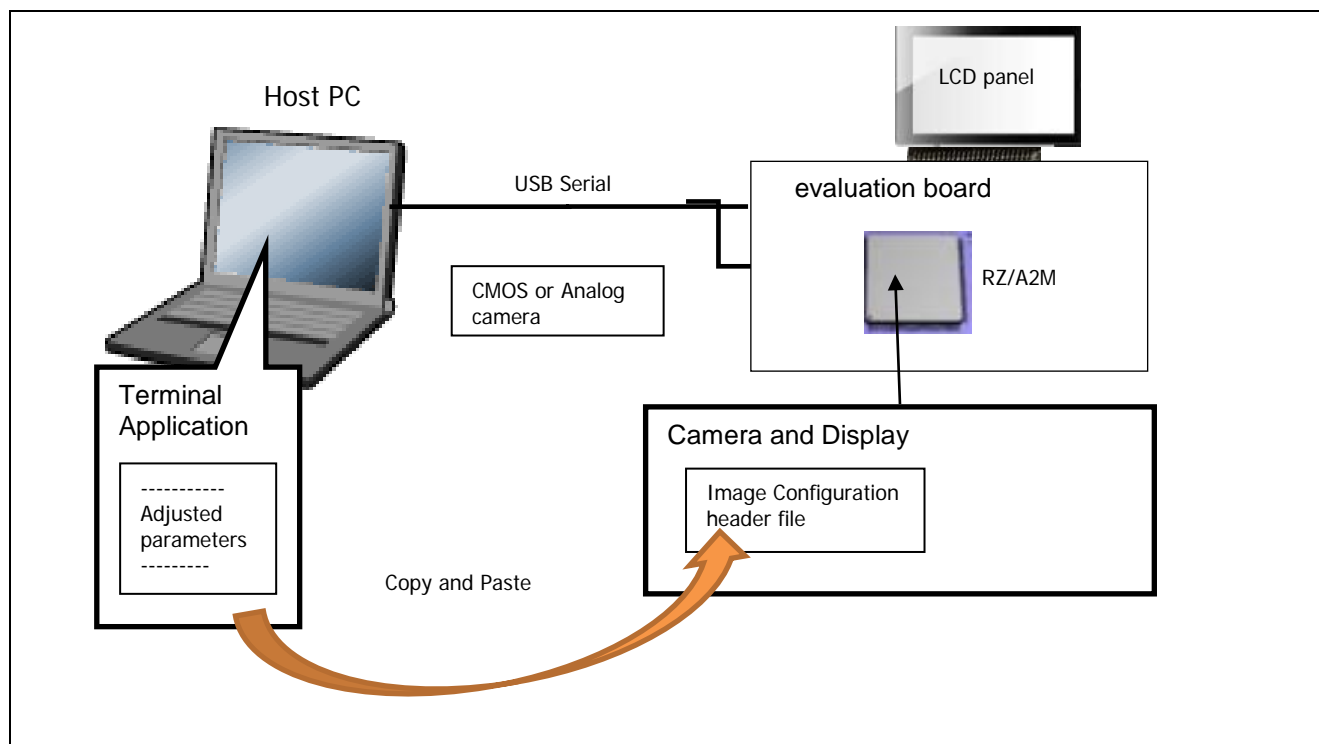 LCD panel
Host PC
USB Serial
evaluation board
RZ/A2M
CMOS or Analog
camera
Terminal
Application
-----------
Adjusted
parameters
---------
Camera and Display
Image Configuration
header file
Copy and Paste